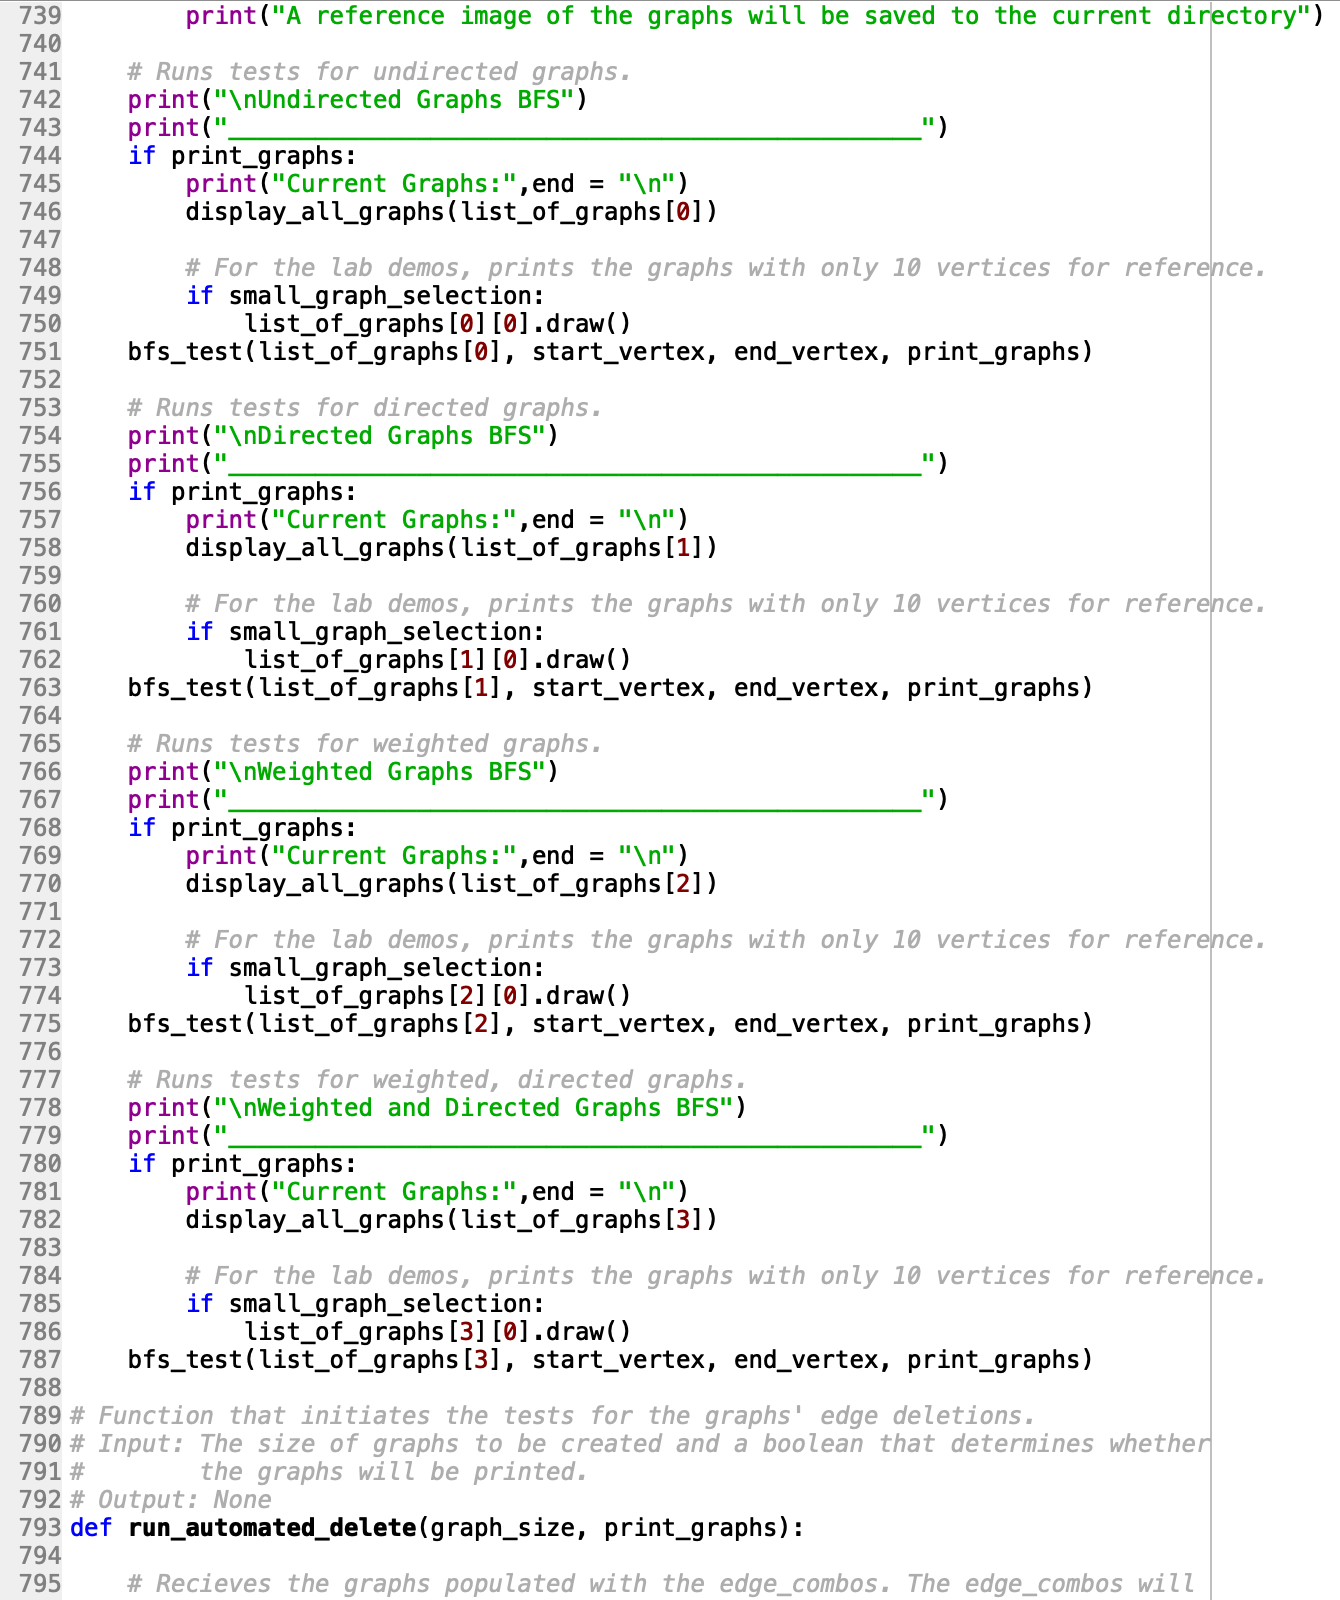 739         print("A reference image of the graphs will be saved to the current directory")
740
741     # Runs tests for undirected graphs.
742     print("\nUndirected Graphs BFS")
743     print("________________________________________________")
744     if print_graphs:
745         print("Current Graphs:",end = "\n")
746         display_all_graphs(list_of_graphs[0])
747
748         # For the lab demos, prints the graphs with only 10 vertices for reference.
749         if small_graph_selection:
750             list_of_graphs[0][0].draw()
751     bfs_test(list_of_graphs[0], start_vertex, end_vertex, print_graphs)
752
753     # Runs tests for directed graphs.
754     print("\nDirected Graphs BFS")
755     print("________________________________________________")
756     if print_graphs:
757         print("Current Graphs:",end = "\n")
758         display_all_graphs(list_of_graphs[1])
759
760         # For the lab demos, prints the graphs with only 10 vertices for reference.
761         if small_graph_selection:
762             list_of_graphs[1][0].draw()
763     bfs_test(list_of_graphs[1], start_vertex, end_vertex, print_graphs)
764
765     # Runs tests for weighted graphs.
766     print("\nWeighted Graphs BFS")
767     print("________________________________________________")
768     if print_graphs:
769         print("Current Graphs:",end = "\n")
770         display_all_graphs(list_of_graphs[2])
771
772         # For the lab demos, prints the graphs with only 10 vertices for reference.
773         if small_graph_selection:
774             list_of_graphs[2][0].draw()
775     bfs_test(list_of_graphs[2], start_vertex, end_vertex, print_graphs)
776
777     # Runs tests for weighted, directed graphs.
778     print("\nWeighted and Directed Graphs BFS")
779     print("________________________________________________")
780     if print_graphs:
781         print("Current Graphs:",end = "\n")
782         display_all_graphs(list_of_graphs[3])
783
784         # For the lab demos, prints the graphs with only 10 vertices for reference.
785         if small_graph_selection:
786             list_of_graphs[3][0].draw()
787     bfs_test(list_of_graphs[3], start_vertex, end_vertex, print_graphs)
788
789 # Function that initiates the tests for the graphs' edge deletions.
790 # Input: The size of graphs to be created and a boolean that determines whether
791 #        the graphs will be printed.
792 # Output: None
793 def run_automated_delete(graph_size, print_graphs):
794
795     # Recieves the graphs populated with the edge_combos. The edge_combos will